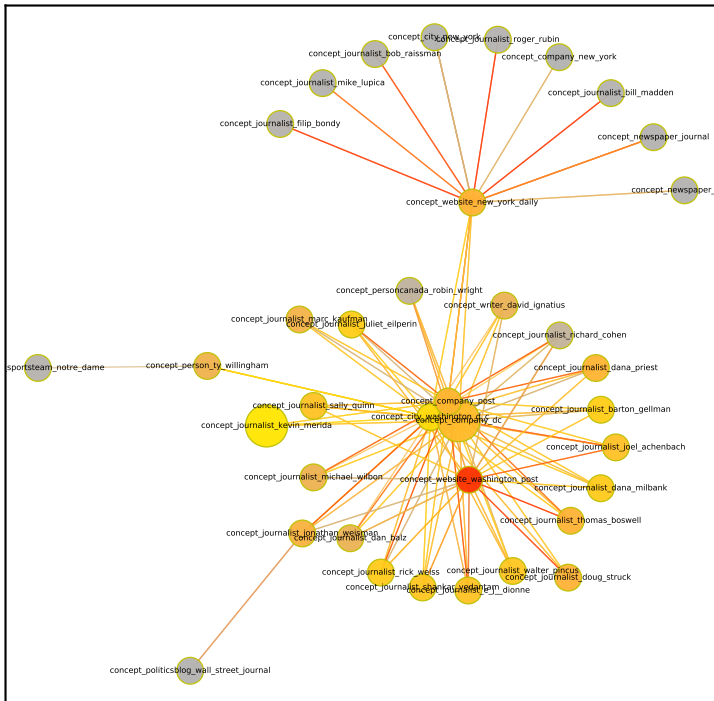 concept_city_new_york
concept_journalist_roger_rubin
concept_journalist_bob_raissman
concept_company_new_york
concept_journalist_mike_lupica
concept_journalist_bill_madden
concept_journalist_filip_bondy
concept_newspaper_journal
concept_newspaper_
concept_website_new_york_daily
concept_personcanada_robin_wright
concept_writer_david_ignatius
concept_journalist_marc_kaufman
concept_journalist_juliet_eilperin
concept_journalist_richard_cohen
sportsteam_notre_dame
concept_person_ty_willingham
concept_journalist_dana_priest
concept_company_post
concept_journalist_sally_quinn
concept_journalist_barton_gellman
concept_city_washington_d_c
concept_company_dc
concept_journalist_kevin_merida
concept_journalist_joel_achenbach
concept_journalist_michael_wilbon
concept_website_washington_post
concept_journalist_dana_milbank
concept_journalist_thomas_boswell
concept_journalist_jonathan_weisman
concept_journalist_dan_balz
concept_journalist_rick_weiss
concept_journalist_walter_pincus
concept_journalist_doug_struck
concept_journalist_shankar_vedantam
concept_journalist_e_j__dionne
concept_politicsblog_wall_street_journal